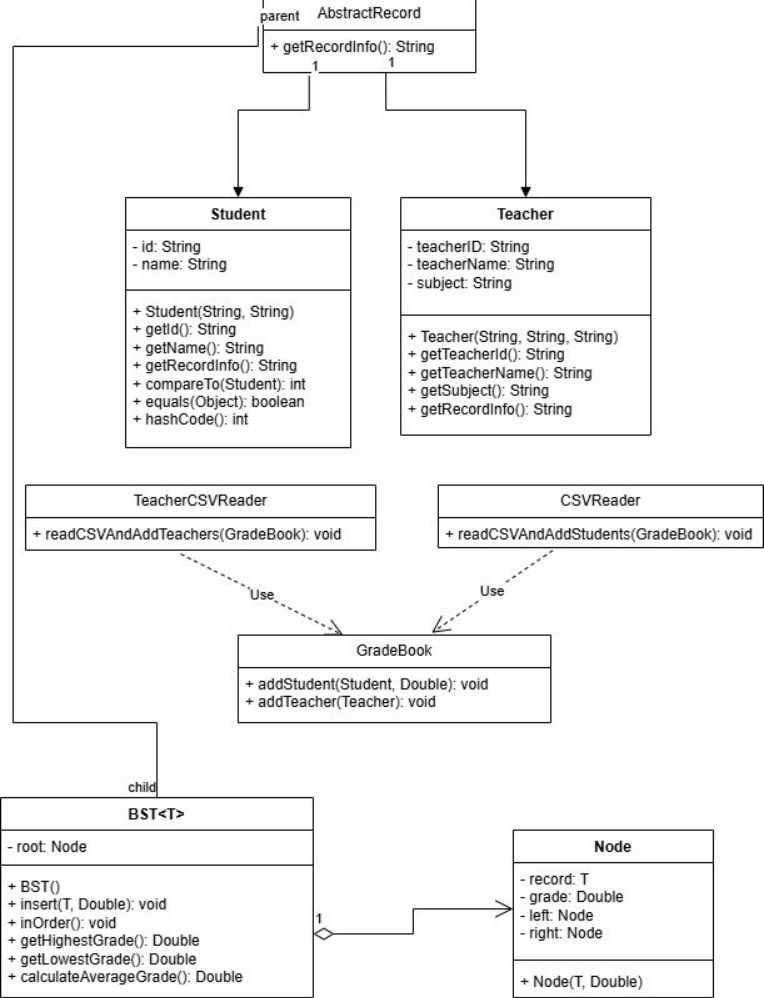 AbstractRecord
parent
+ getRecordInfo(): String
1
1
Student
- id: String
- name: String
+ Student(String, String)
+ getId(): String
+ getName(): String
+ getRecordInfo(): String
+ compareTo(Student): int
+ equals(Object): boolean
+ hashCode(): int
Teacher
- teacherID: String
- teacherName: String
- subject: String
+ Teacher(String, String, String)
+ getTeacherId(): String
+ getTeacherName(): String
+ getSubject(): String
+ getRecordInfo(): String
TeacherCSVReader
+ readCSVAndAddTeachers(GradeBook): void
CSVReader
+ readCSVAndAddStudents(GradeBook): void
Use
Use
GradeBook
+ addStudent(Student, Double): void
+ addTeacher(Teacher): void
child
BST<T>
- root: Node
+ BST()
+ insert(T, Double): void
+ inOrder(): void
+ getHighestGrade(): Double
+ getLowestGrade(): Double
+ calculateAverageGrade(): Double
1
Node
- record: T
- grade: Double
- left: Node
- right: Node
+ Node(T, Double)